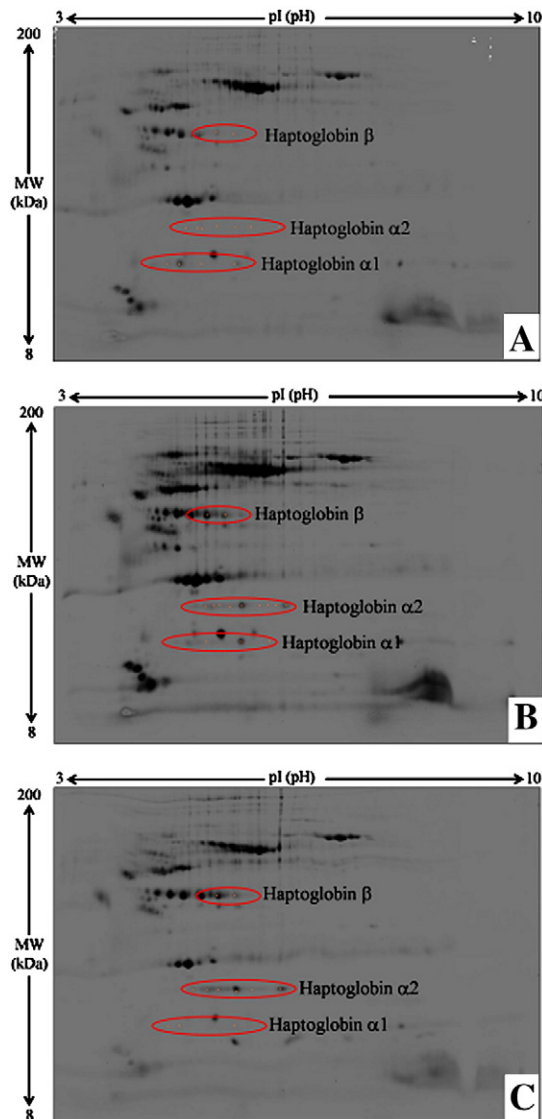 3 pI (pH) 10
200
MW
(kDa)
8
Haptoglobin β
Haptoglobin α2
Haptoglobin α1
A
3 pI (pH) 10
200
MW
(kDa)
8
Haptoglobin β
Haptoglobin α2
Haptoglobin α1
B
3 pI (pH) 10
200
MW
(kDa)
8
Haptoglobin β
Haptoglobin α2
Haptoglobin α1
C